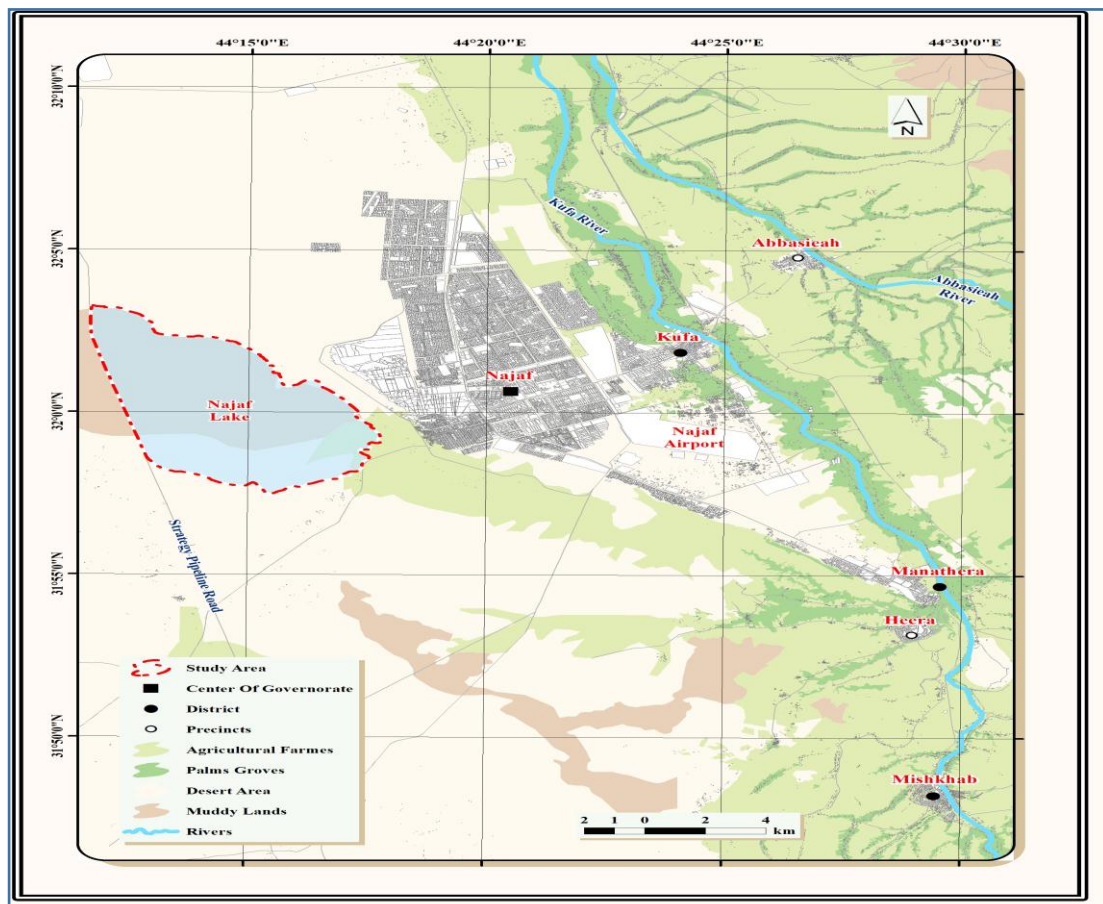 44°15'0"E 44°20'0"E 44°25'0"E 44°30'0"E
32°10'0"N
N
Kufa River
32°5'0"N
Abbasieah
Abbasieah
River
Kufa
Najaf
Najaf
Lake
32°0'0"N
Najaf
Airport
Strategy Pipeline Road
31°55'0"N
Manathera
Heera
Study Area
Center Of Governorate
District
Precincts
31°50'0"N
Agricultural Farmes
Palms Groves
Desert Area
Muddy Lands
Rivers
Mishkhab
2 1 0 2 4
km